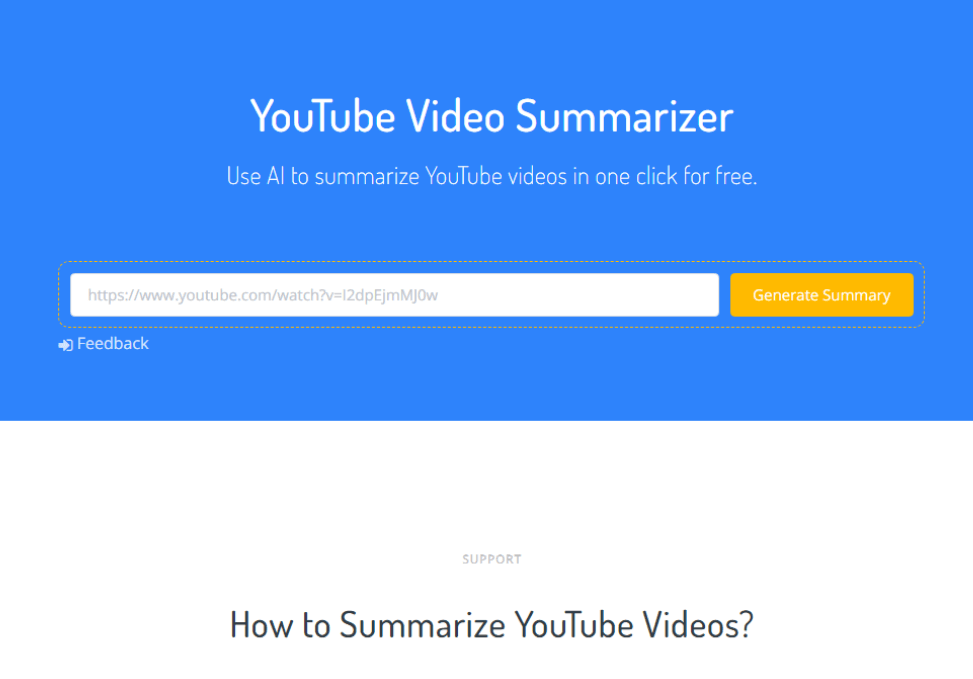 YouTube Video Summarizer
Use AI to summarize YouTube videos in one click for free.
https://www.youtube.com/watch?v=I2dpEjmMJ0w
Generate Summary
Feedback
SUPPORT
How to Summarize YouTube Videos?